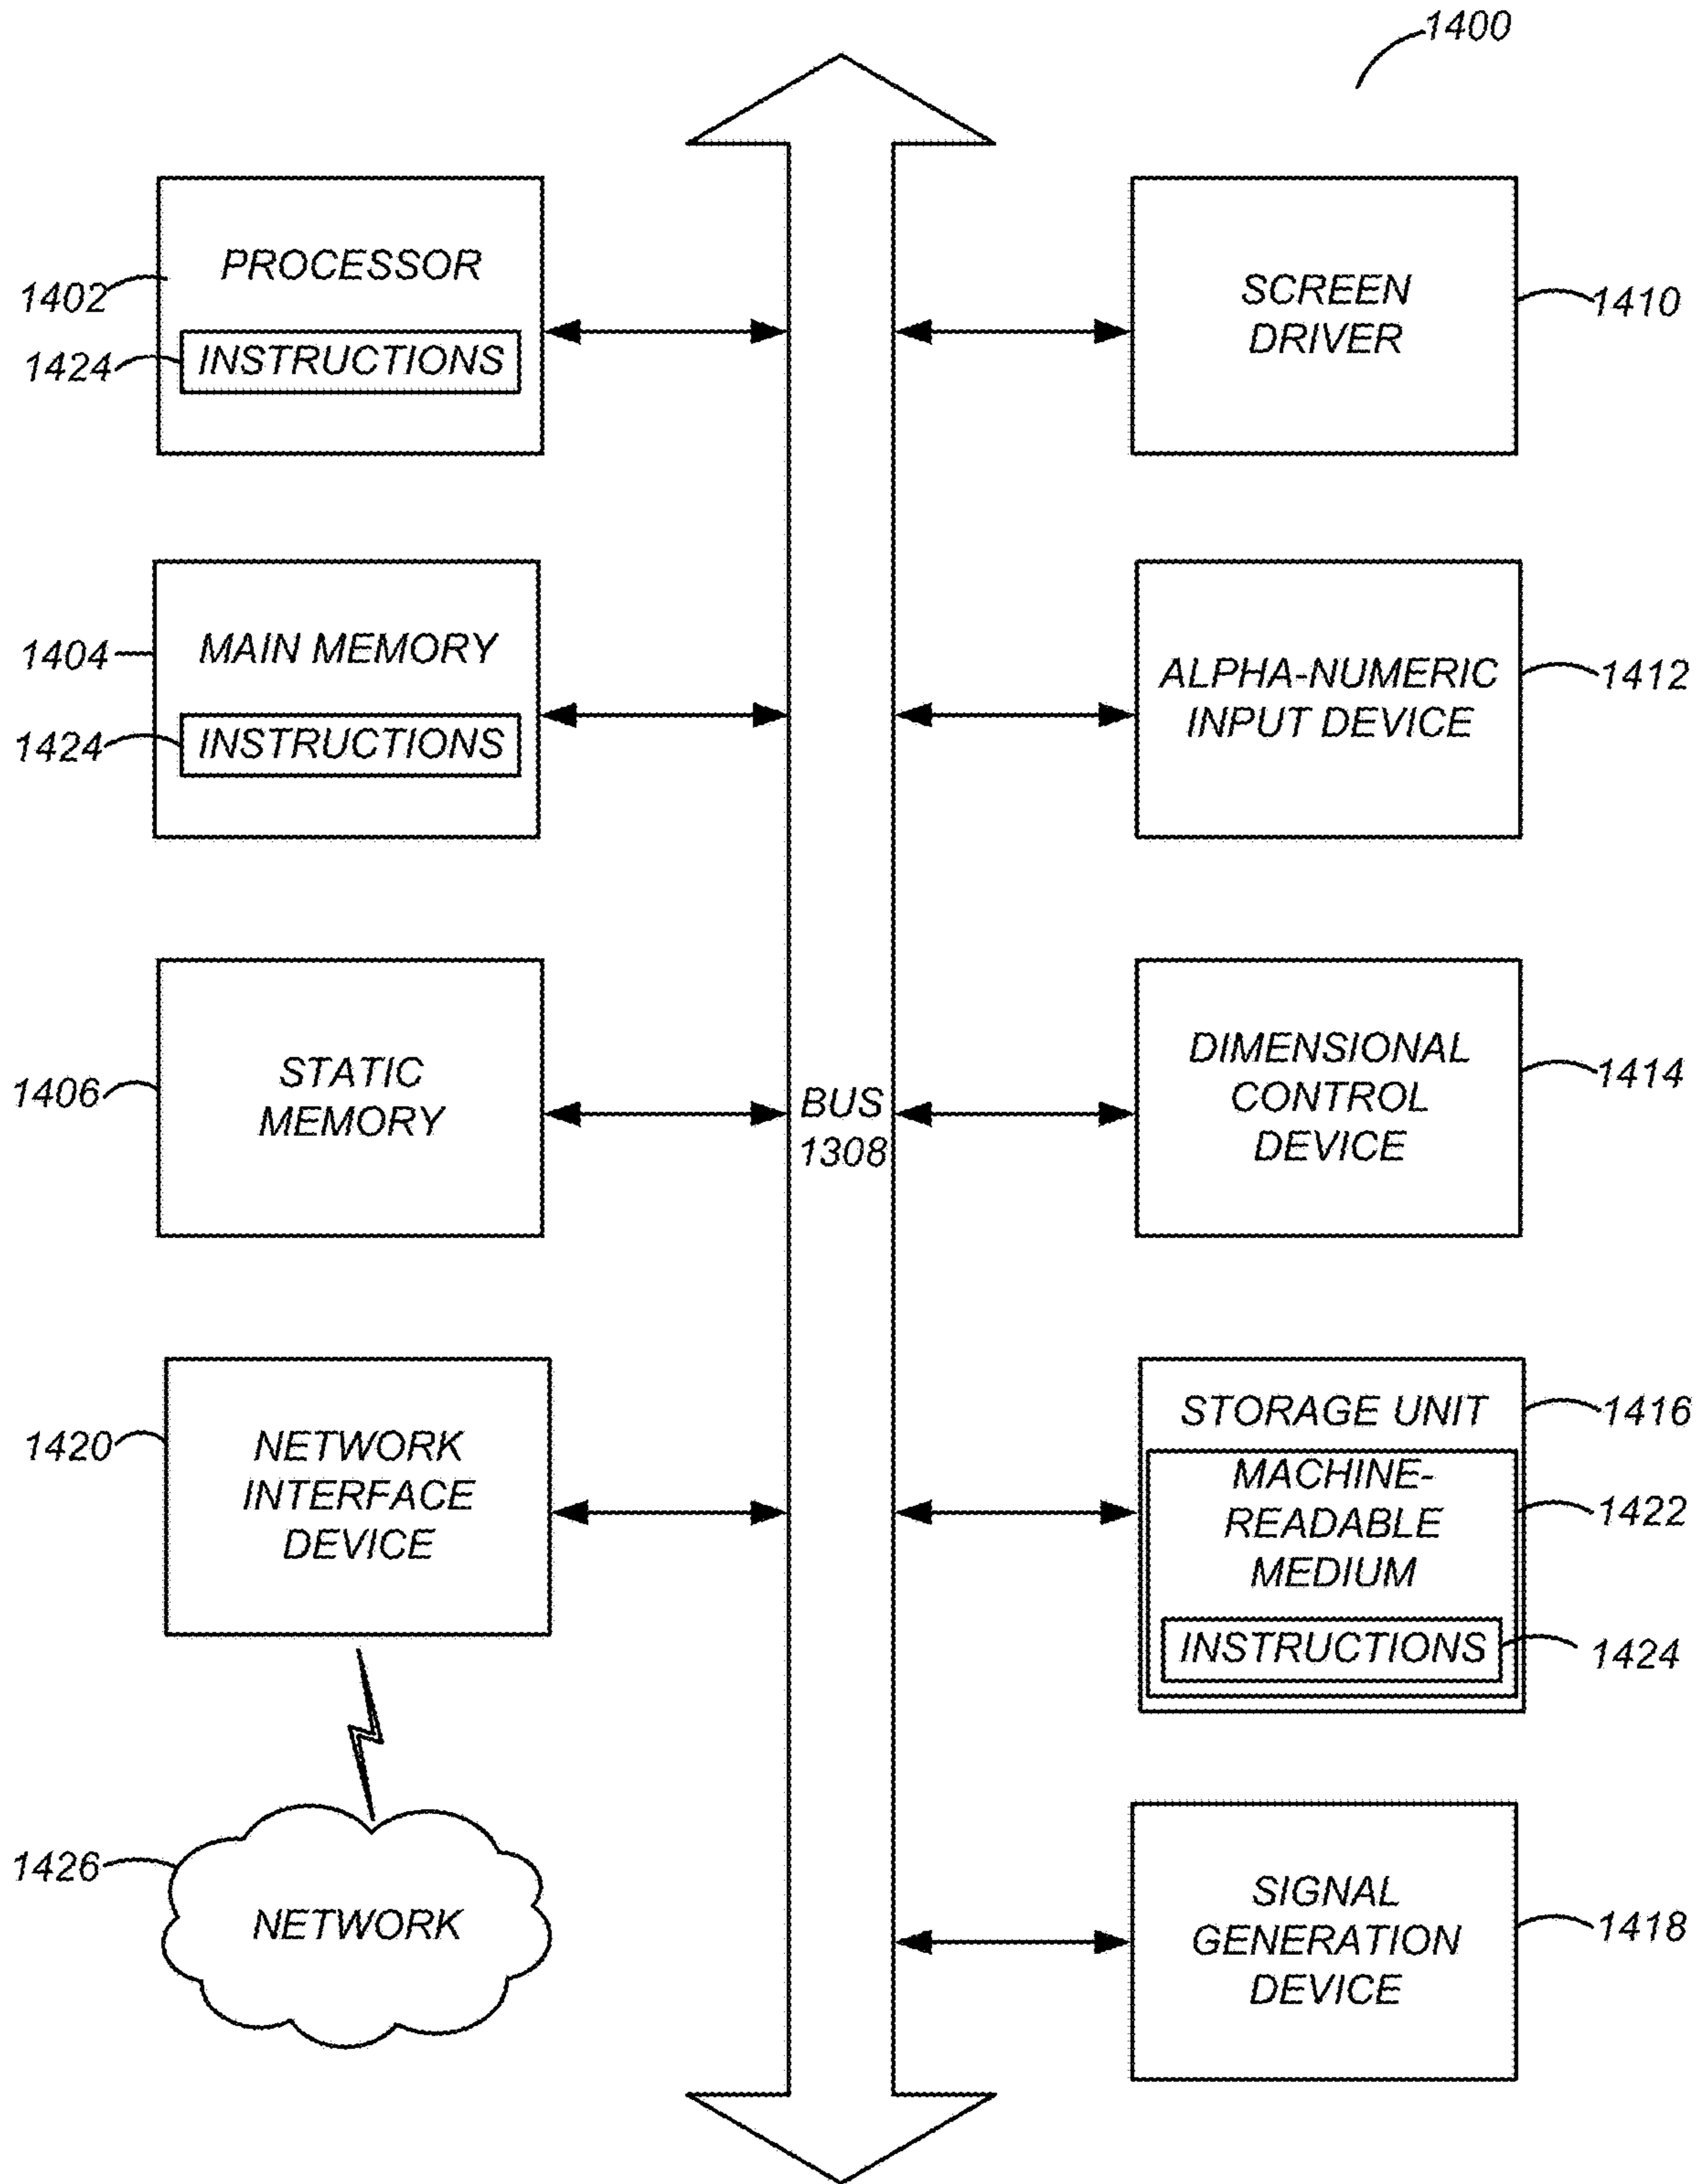 1400
PROCESSOR
1402
INSTRUCTIONS
1424
SCREEN
DRIVER
1410
MAIN MEMORY
1404
INSTRUCTIONS
1424
ALPHA-NUMERIC
INPUT DEVICE
1412
STATIC
MEMORY
1406
BUS
1308
DIMENSIONAL
CONTROL
DEVICE
1414
NETWORK
INTERFACE
DEVICE
1420
STORAGE UNIT
1416
MACHINE-
READABLE
MEDIUM
1422
INSTRUCTIONS
1424
NETWORK
1426
SIGNAL
GENERATION
DEVICE
1418